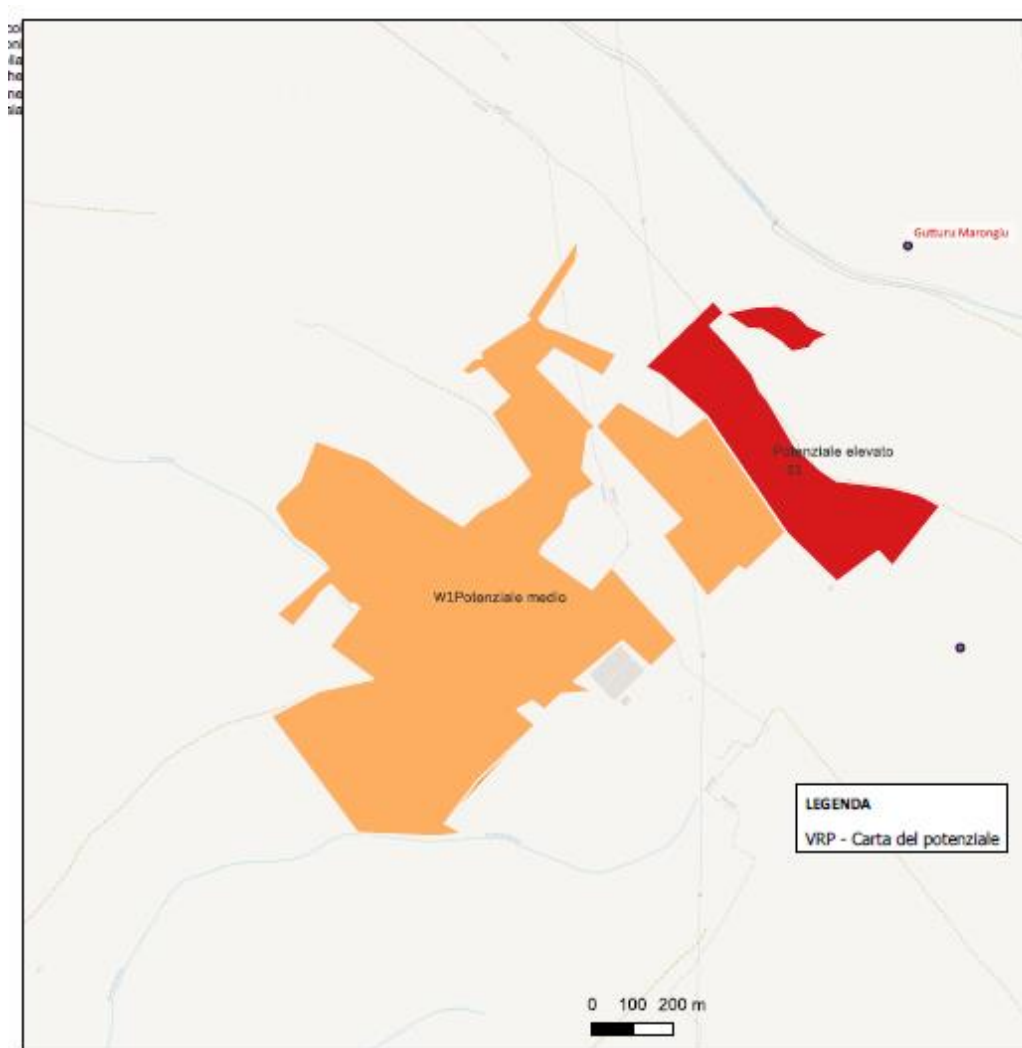 Gutturu Marongiu
Potenziale elevato
W1Potenziale medio
LEGENDA
VRP - Carta del potenziale
0 100 200 m